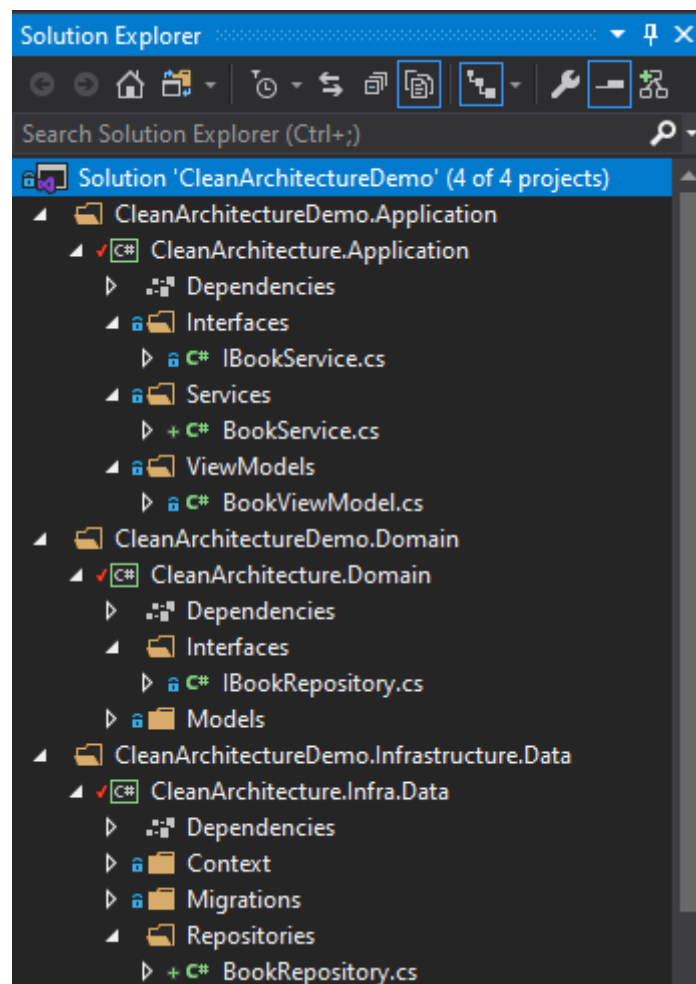 Solution Explorer
Search Solution Explorer (Ctrl+;)
Solution 'CleanArchitectureDemo' (4 of 4 projects)
CleanArchitectureDemo.Application
C# CleanArchitecture.Application
Dependencies
Interfaces
C# IBookService.cs
Services
C# BookService.cs
ViewModels
C# BookViewModel.cs
CleanArchitectureDemo.Domain
C# CleanArchitecture.Domain
Dependencies
Interfaces
C# IBookRepository.cs
Models
CleanArchitectureDemo.Infrastructure.Data
C# CleanArchitecture.Infra.Data
Dependencies
Context
Migrations
Repositories
C# BookRepository.cs